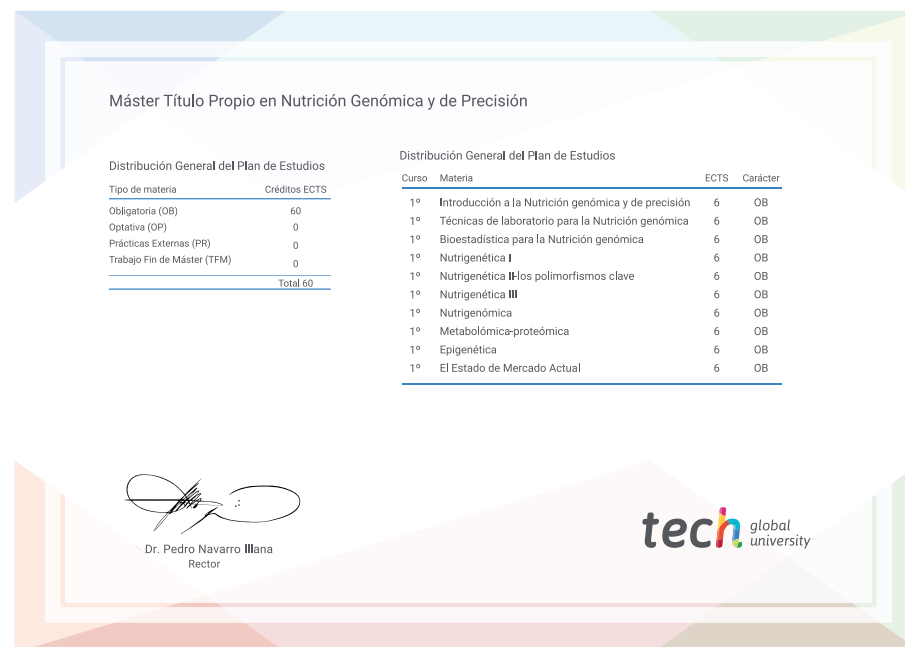 Máster Título Propio en Nutrición Genómica y de Precisión
Distribución General del Plan de Estudios
Tipo de materia Créditos ECTS
Obligatoria (OB) 60
Optativa (OP) 0
Prácticas Externas (PR) 0
Trabajo Fin de Máster (TFM) 0
Total 60
Distribución General del Plan de Estudios
Curso Materia ECTS Carácter
1º Introducción a la Nutrición genómica y de precisión 6 OB
1º Técnicas de laboratorio para la Nutrición genómica 6 OB
1º Bioestadística para la Nutrición genómica 6 OB
1º Nutrigenética I 6 OB
1º Nutrigenética II-los polimorfismos clave 6 OB
1º Nutrigenética III 6 OB
1º Nutrigenómica 6 OB
1º Metabolómica-proteómica 6 OB
1º Epigenética 6 OB
1º El Estado de Mercado Actual 6 OB
Dr. Pedro Navarro Illana
Rector
tech global
university